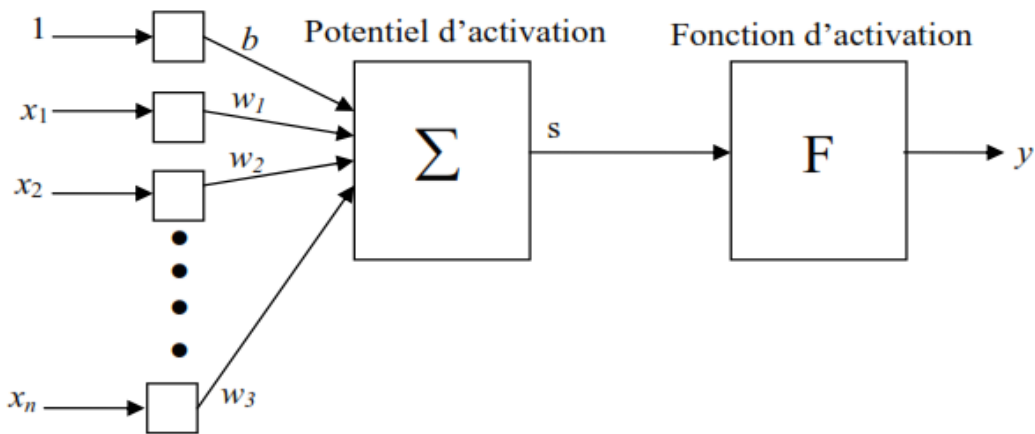 Potentiel d’activation
Fonction d’activation
1
b
x1
w1
x2
w2
Σ
s
F
y
xn
w3